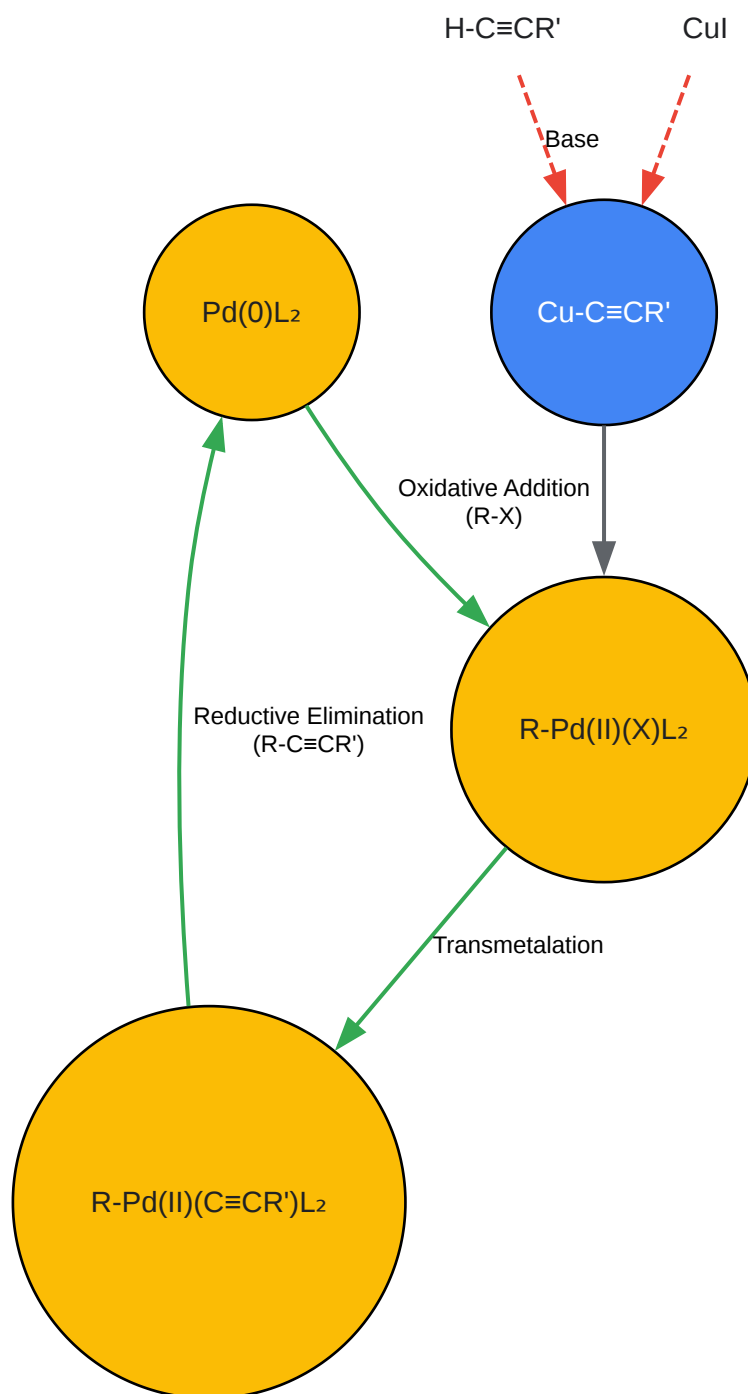 H-C≡CR'
CuI
Base
Pd(0)L₂
Cu-C≡CR'
Oxidative Addition
(R-X)
Reductive Elimination
(R-C≡CR')
R-Pd(II)(X)L₂
Transmetalation
R-Pd(II)(C≡CR')L₂